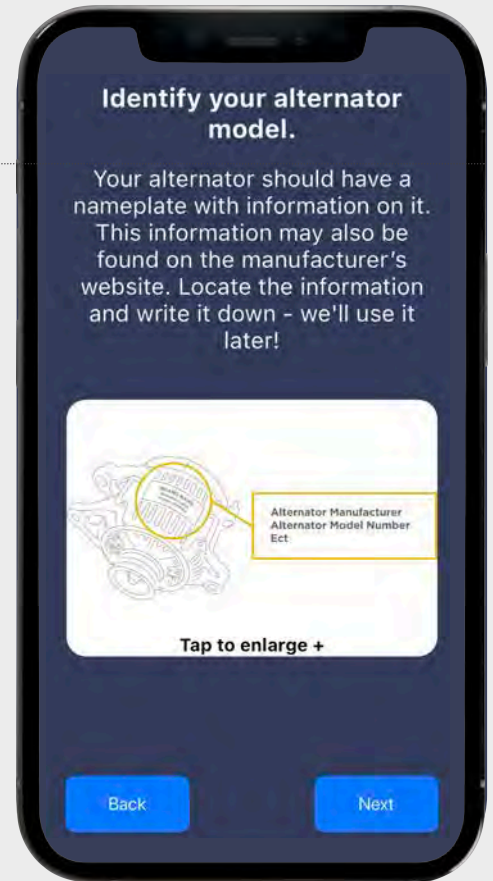 Identify your alternator
model.
Your alternator should have a
nameplate with information on it.
This information may also be
found on the manufacturer's
website. Locate the information
and write it down - we'll use it
later!
Alternator Manufacturer
Alternator Model Number
Ect
Tap to enlarge +
Back
Next